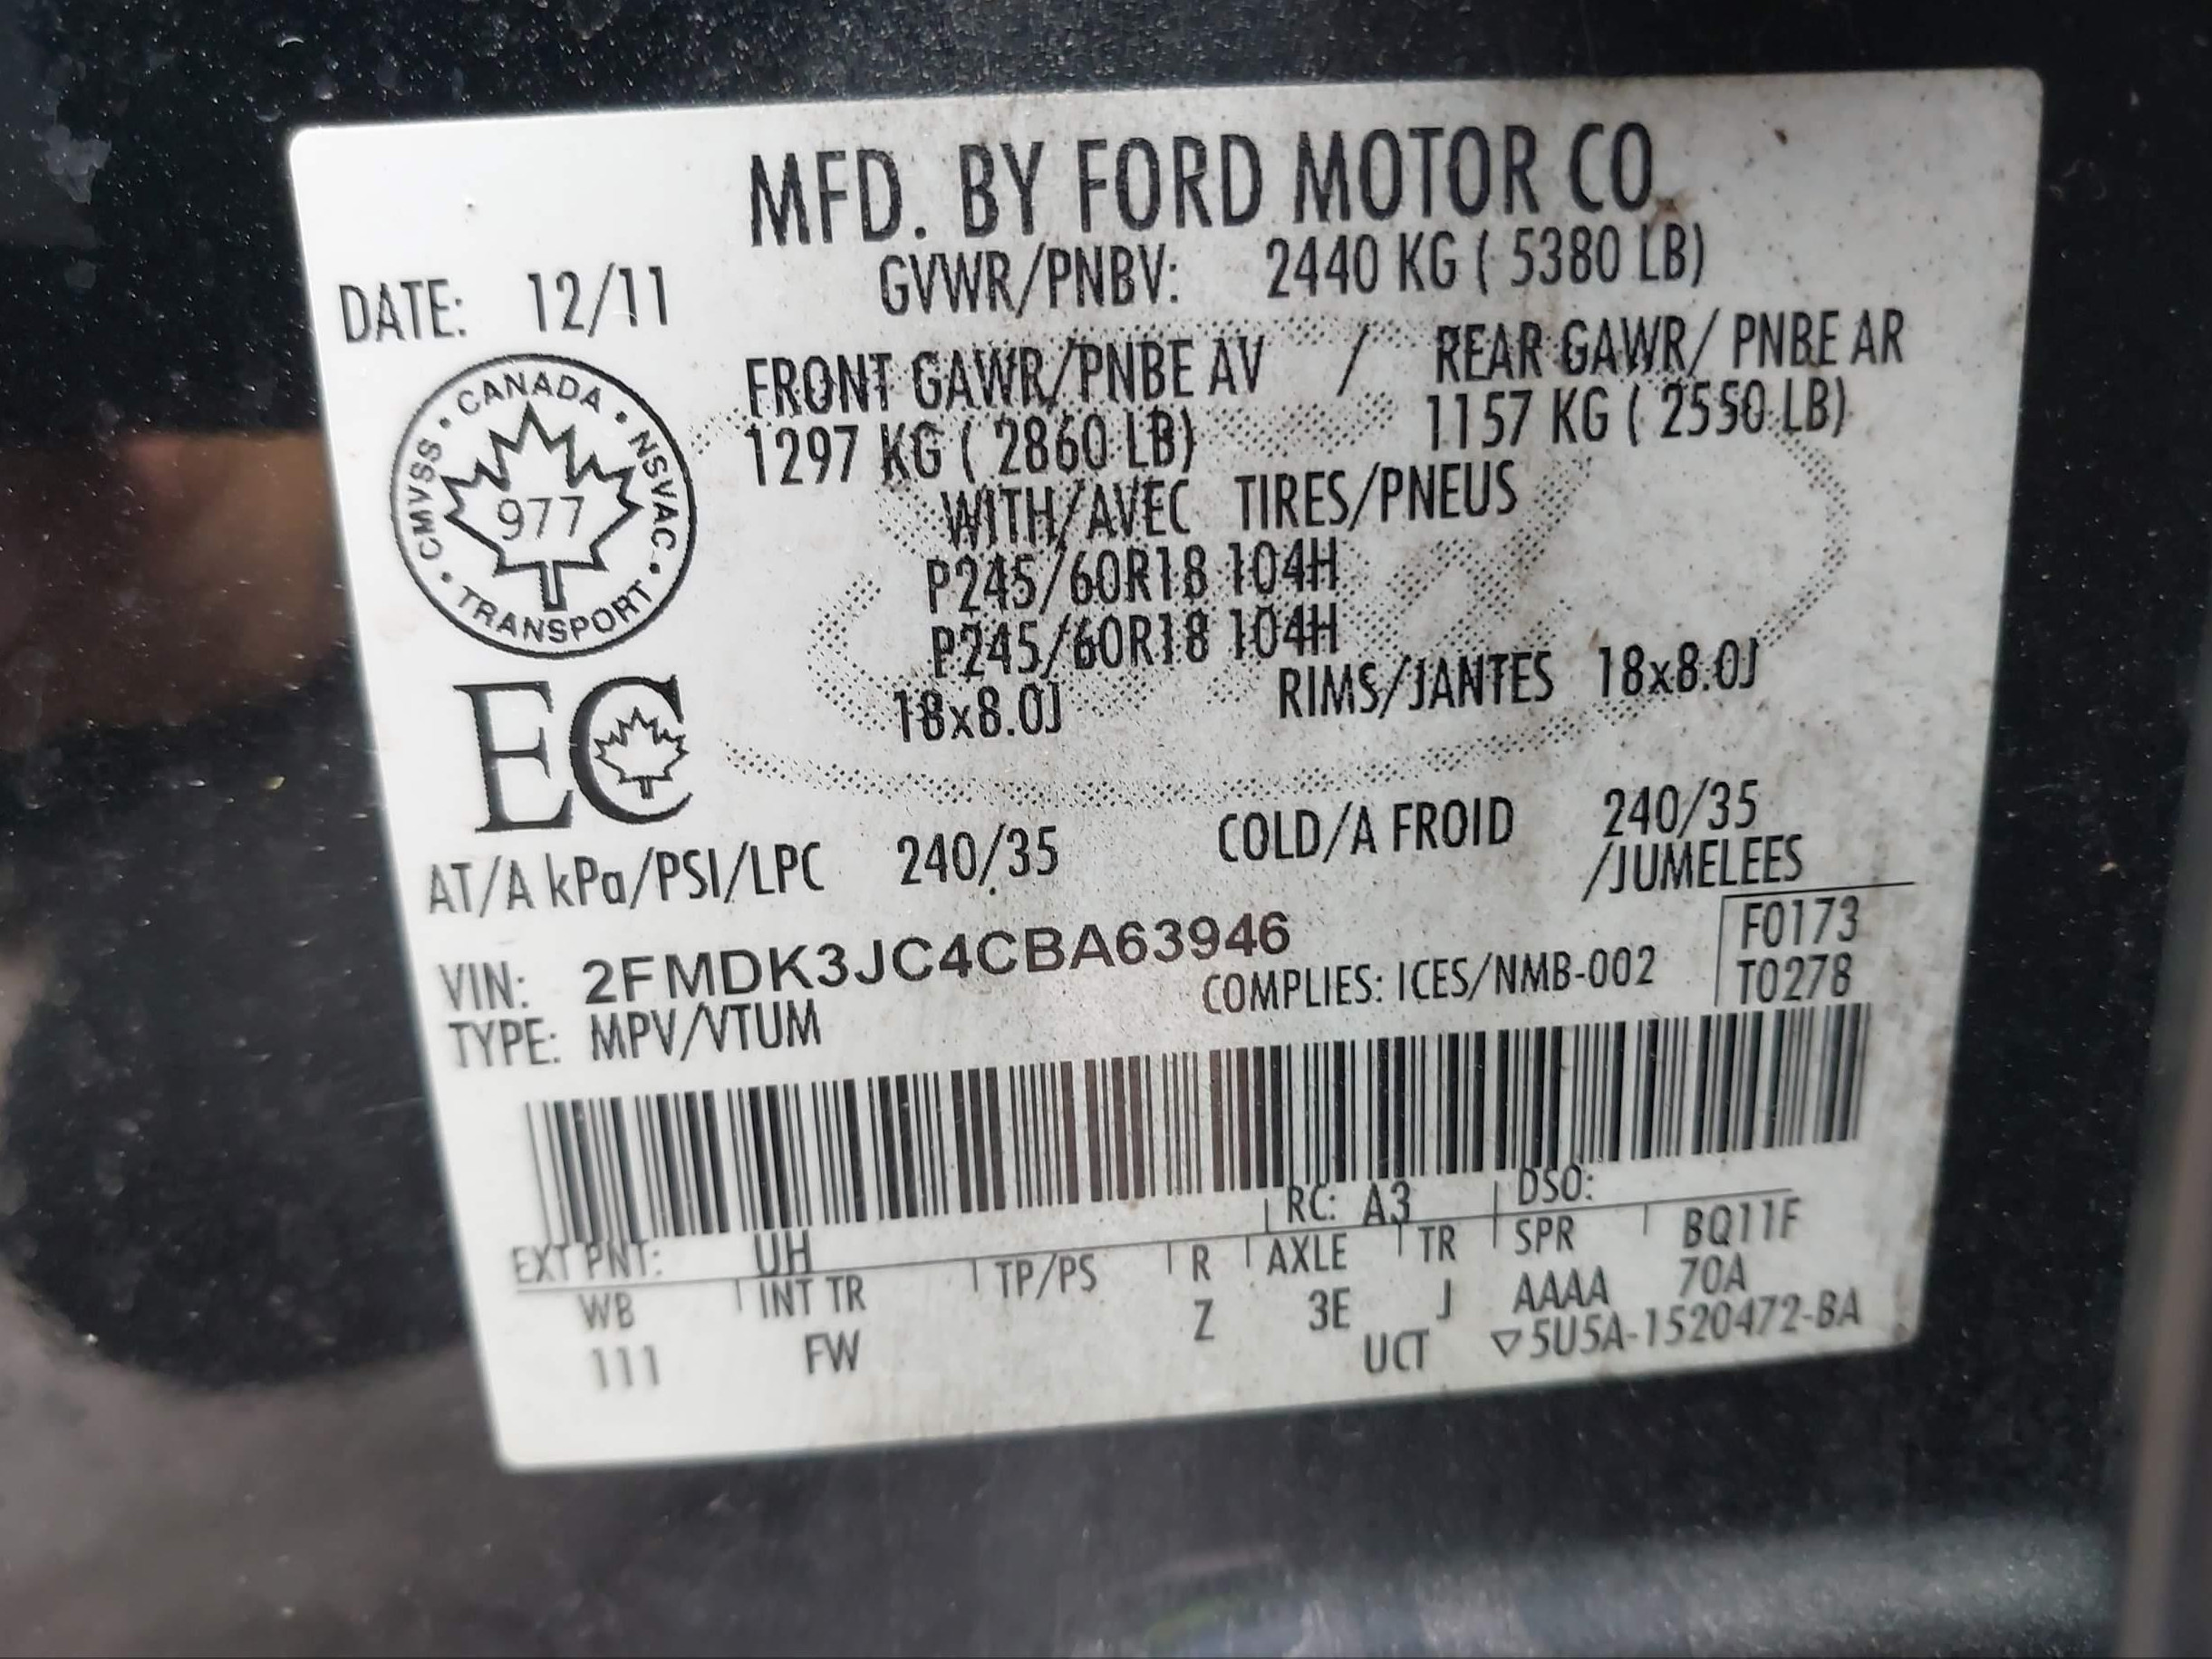 MFD. BY FORD MOTOR CO.
DATE: 12/11
GVWR/PNBV: 2440 KG ( 5380 LB)
FRONT GAWR/PNBE AV / REAR GAWR/ PNBE AR
1297 KG ( 2860 LB) 1157 KG ( 2550 LB)
WITH/AVEC TIRES/PNEUS
P245/60R18 104H
P245/60R18 104H
18x8.0J RIMS/JANTES 18x8.0J
CANADA · NSVAC · TRANSPORT · CMVSS ·
977
EC
AT/A kPa/PSI/LPC 240/35 COLD/A FROID 240/35
/JUMELEES
VIN: 2FMDK3JC4CBA63946
TYPE: MPV/VTUM
COMPLIES: ICES/NMB-002
F0173
T0278
EXT PNT: UH RC: A3 DSO:
WB INT TR TP/PS R AXLE TR SPR BQ11F
111 FW Z 3E J AAAA 70A
UCT ▽5U5A-1520472-BA